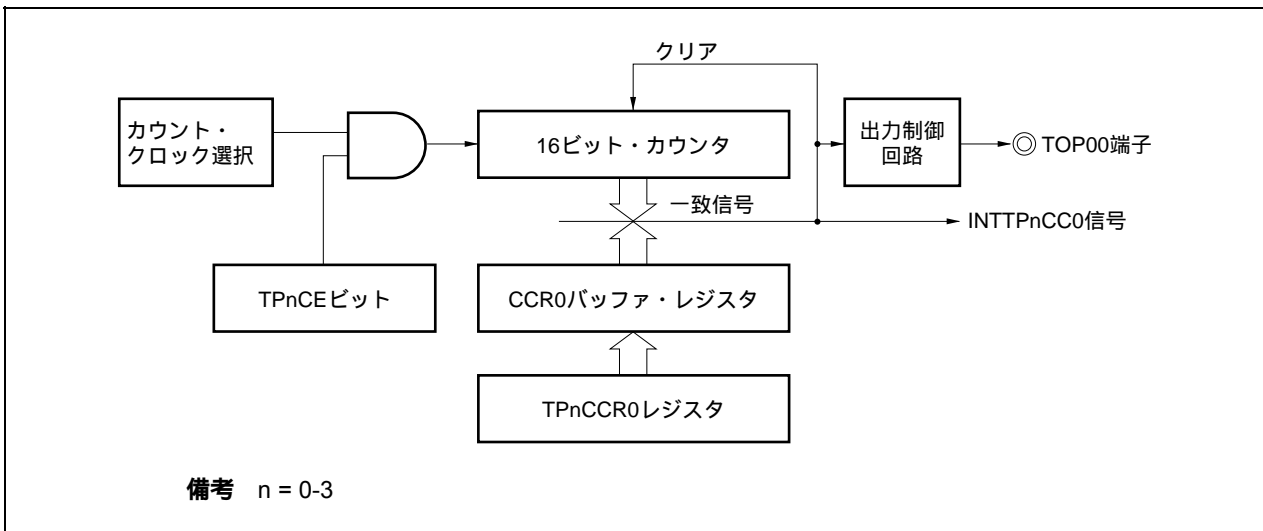 クリア
カウント・
クロック選択
16ビット・カウンタ
出力制御
回路
TOP00端子
一致信号
INTTPnCC0信号
TPnCEビット
CCR0バッファ・レジスタ
TPnCCR0レジスタ
備考 n = 0-3